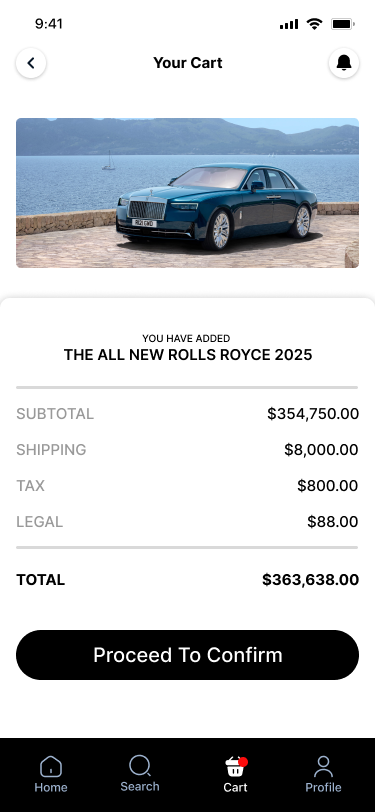 9:41
Your Cart
YOU HAVE ADDED
THE ALL NEW ROLLS ROYCE 2025
SUBTOTAL $354,750.00
SHIPPING $8,000.00
TAX $800.00
LEGAL $88.00
TOTAL $363,638.00
Proceed To Confirm
Home Search Cart Profile